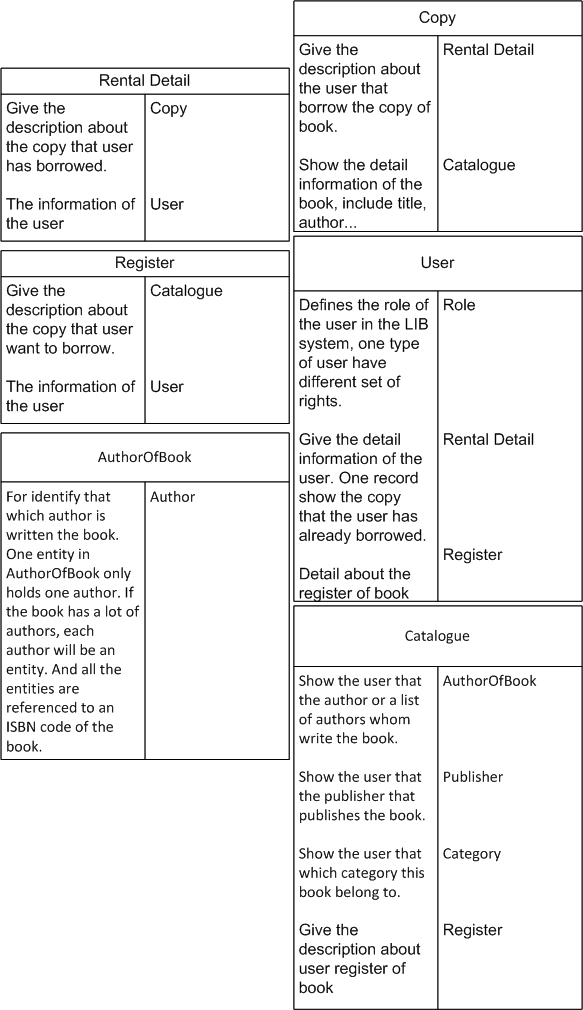 Rental Detail
Give the
description about
the copy that user
has borrowed.
Copy
The information of
the user
User
Register
Give the
description about
the copy that user
want to borrow.
Catalogue
The information of
the user
User
AuthorOfBook
For identify that
which author is
written the book.
One entity in
AuthorOfBook only
holds one author. If
the book has a lot of
authors, each
author will be an
entity. And all the
entities are
referenced to an
ISBN code of the
book.
Author
Copy
Give the
description about
the user that
borrow the copy of
book.
Rental Detail
Show the detail
information of the
book, include title,
author...
Catalogue
User
Defines the role of
the user in the LIB
system, one type
of user have
different set of
rights.
Role
Give the detail
information of the
user. One record
show the copy
that the user has
already borrowed.
Rental Detail
Detail about the
register of book
Register
Catalogue
Show the user that
the author or a list
of authors whom
write the book.
AuthorOfBook
Show the user that
the publisher that
publishes the book.
Publisher
Show the user that
which category this
book belong to.
Category
Give the
description about
user register of
book
Register